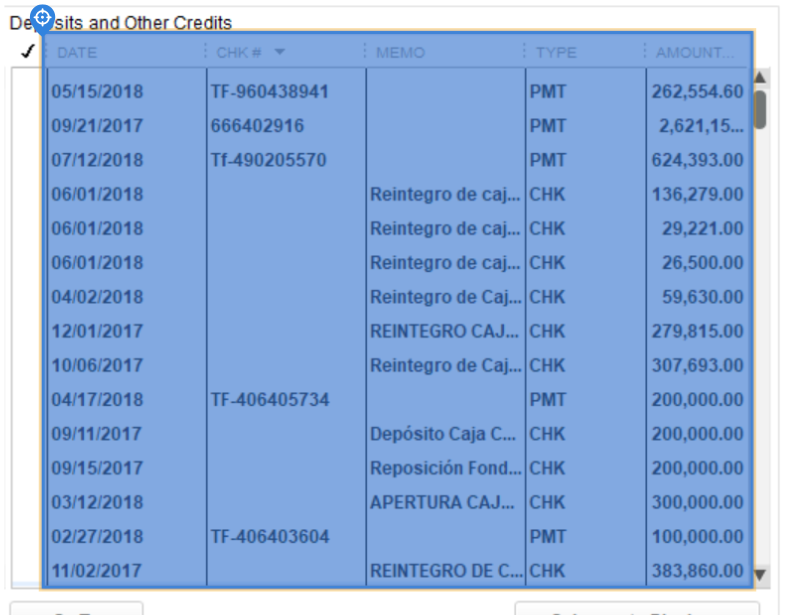 Deposits and Other Credits
✓ DATE CHK # MEMO TYPE AMOUNT...
05/15/2018 TF-960438941 PMT 262,554.60
09/21/2017 666402916 PMT 2,621,15...
07/12/2018 Tf-490205570 PMT 624,393.00
06/01/2018 Reintegro de caj... CHK 136,279.00
06/01/2018 Reintegro de caj... CHK 29,221.00
06/01/2018 Reintegro de caj... CHK 26,500.00
04/02/2018 Reintegro de Caj... CHK 59,630.00
12/01/2017 REINTEGRO CAJ... CHK 279,815.00
10/06/2017 Reintegro de Caj... CHK 307,693.00
04/17/2018 TF-406405734 PMT 200,000.00
09/11/2017 Depósito Caja C... CHK 200,000.00
09/15/2017 Reposición Fond... CHK 200,000.00
03/12/2018 APERTURA CAJ... CHK 300,000.00
02/27/2018 TF-406403604 PMT 100,000.00
11/02/2017 REINTEGRO DE C... CHK 383,860.00